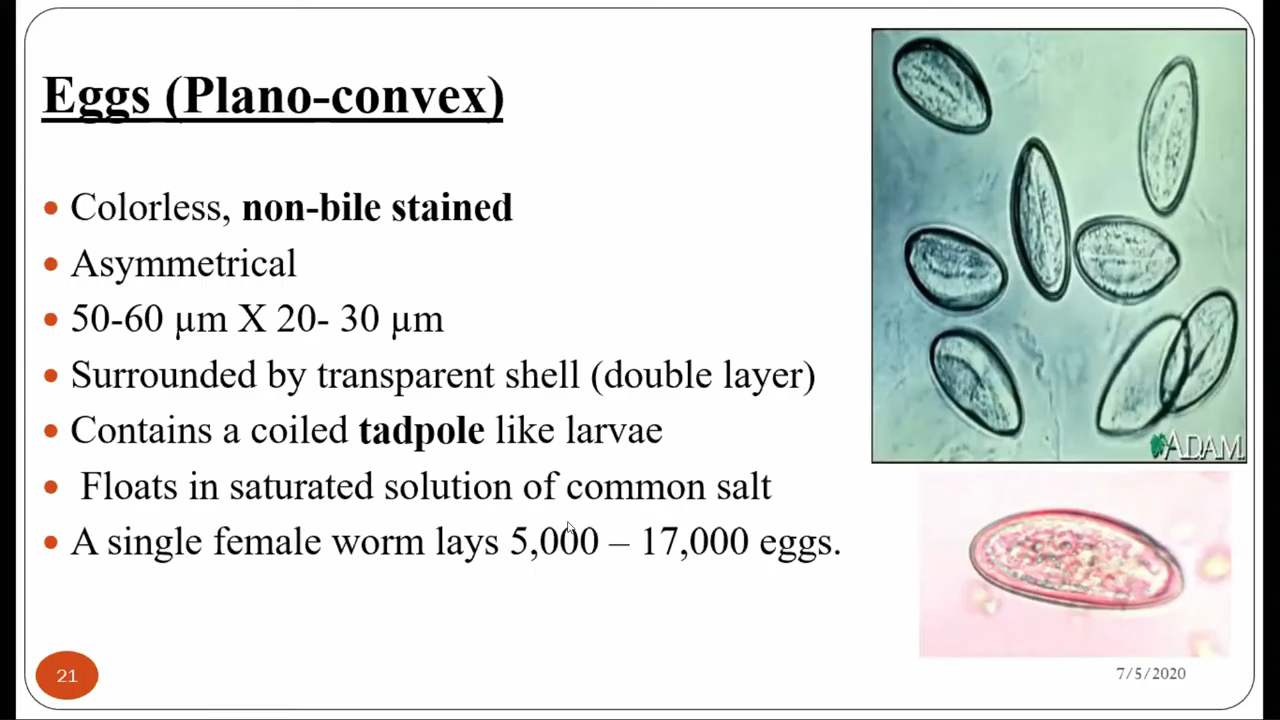 Eggs (Plano-convex)
• Colorless, non-bile stained
• Asymmetrical
• 50-60 µm X 20- 30 µm
• Surrounded by transparent shell (double layer)
• Contains a coiled tadpole like larvae
• Floats in saturated solution of common salt
• A single female worm lays 5,000 – 17,000 eggs.
ADAM
21
7/5/2020